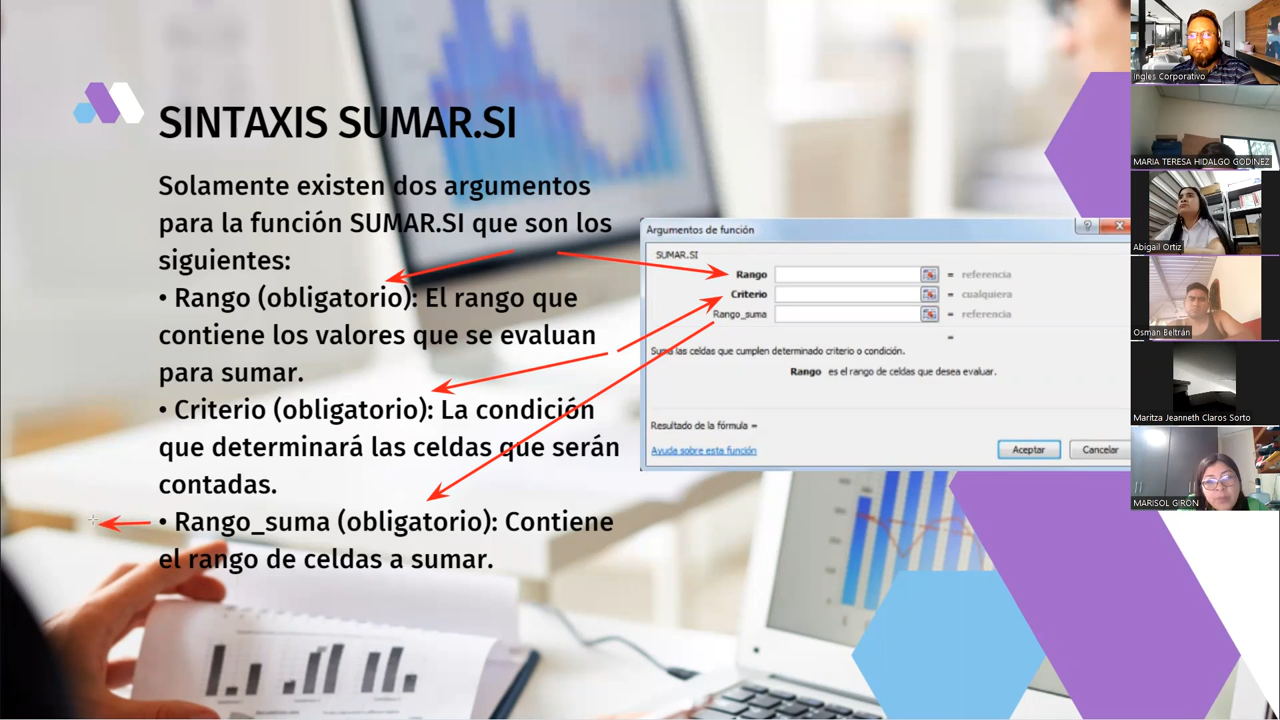 SINTAXIS SUMAR.SI
Solamente existen dos argumentos
para la función SUMAR.SI que son los
siguientes:
• Rango (obligatorio): El rango que
contiene los valores que se evaluan
para sumar.
• Criterio (obligatorio): La condición
que determinará las celdas que serán
contadas.
• Rango_suma (obligatorio): Contiene
el rango de celdas a sumar.
Argumentos de función
SUMAR.SI
Rango = referencia
Criterio = cualquiera
Rango_suma = referencia
=
Suma las celdas que cumplen determinado criterio o condición.
Rango es el rango de celdas que desea evaluar.
Resultado de la fórmula =
Ayuda sobre esta función
Aceptar
Cancelar
Ingles Corporativo
MARIA TERESA HIDALGO GODINEZ
Abigail Ortiz
Osman Beltrán
Maritza Jeanneth Claros Sorto
MARISOL GIRON